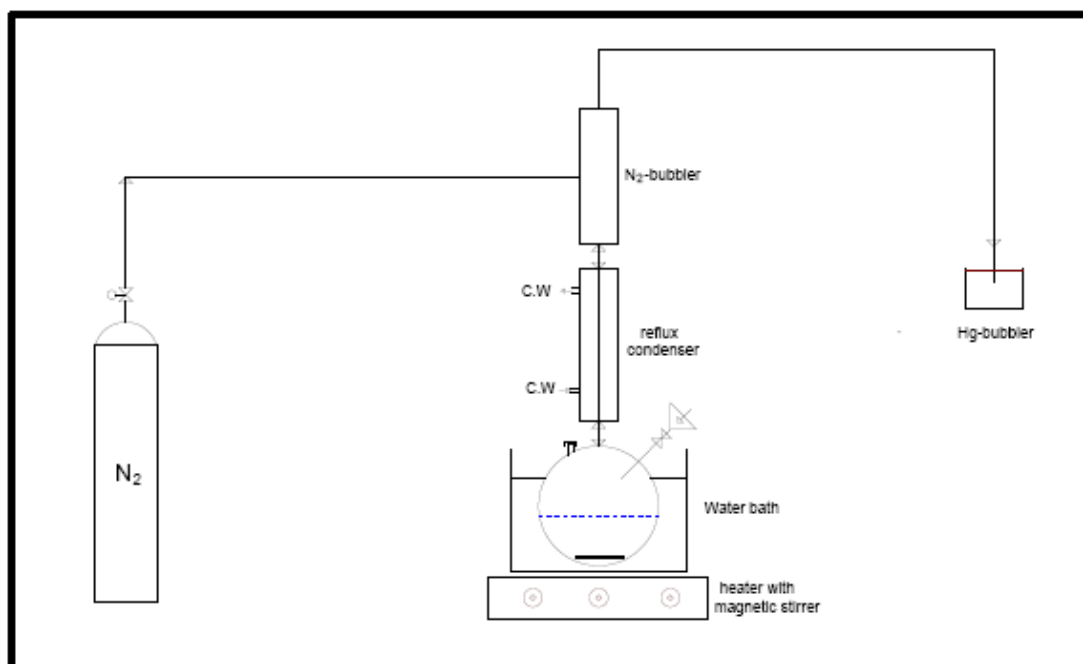 N₂-bubbler
C.W
reflux
condenser
Hg-bubbler
C.W
N₂
Water bath
heater with
magnetic stirrer